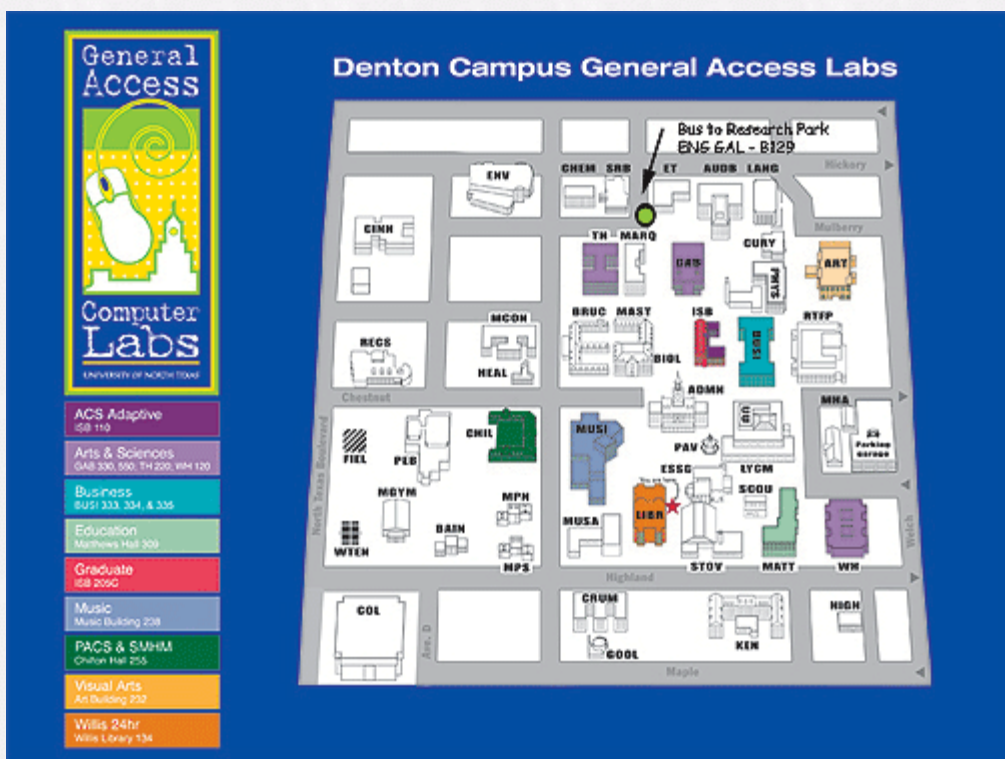 General
Access
Computer
Labs
UNIVERSITY OF NORTH TEXAS
ACS Adaptive
ISB 110
Arts & Sciences
GAB 330, 550; TH 220, WH 120
Business
BUSI 333, 334, & 335
Education
Matthews Hall 309
Graduate
ISB 205C
Music
Music Building 238
PACS & SMHM
Chilton Hall 255
Visual Arts
Art Building 232
Willis 24hr
Willis Library 134
Denton Campus General Access Labs
Bus to Research Park
ENG GAL - B129
Hickory
ENV
CHEM SRB ET AUDB LANG
CINH
Mulberry
TH MARQ
CURY
GAB
ART
PHYS
MCON
BRUC MAST
ISB
RTFP
RECS
BIOL
HEAL
ADMN
Chestnut
MHA
UU
CHIL
MUSI
Parking
Garage
FIEL
PEB
PAV
LYCM
ESSC
You are here
SCOU
MGYM
MPH
LIBR
North Texas Boulevard
BAIN
MUSA
Welch
WTEN
MPS
STOV
MATT
WH
Highland
COL
CRUM
HIGH
Ave. D
GOOL
KEN
Maple